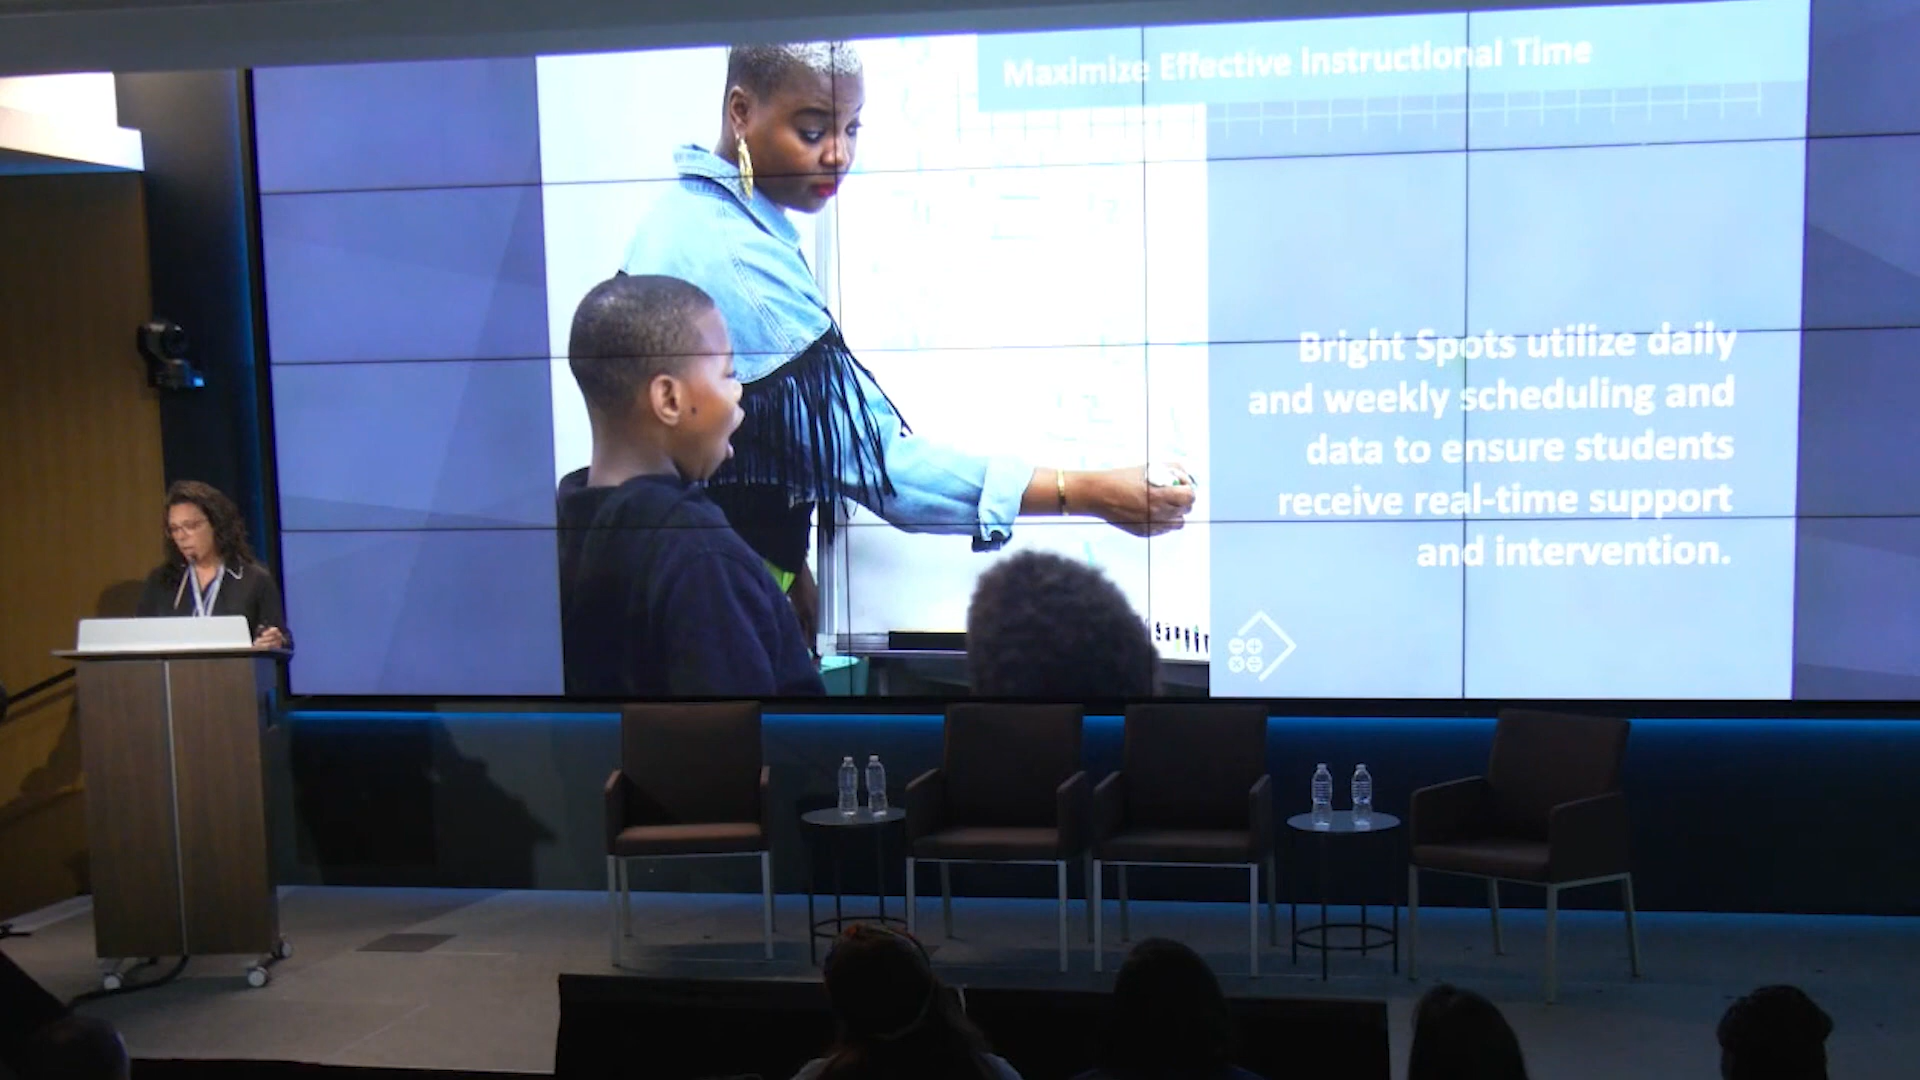 Maximize Effective Instructional Time
Bright Spots utilize daily
and weekly scheduling and
data to ensure students
receive real-time support
and intervention.